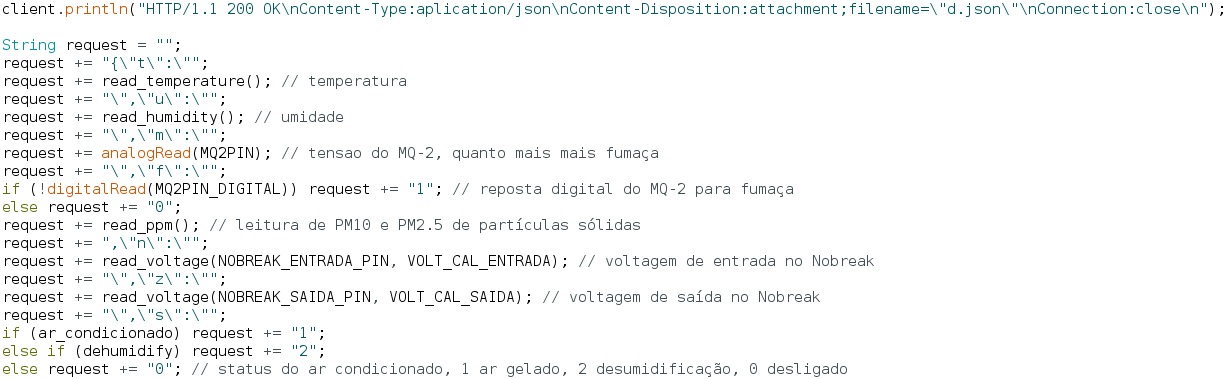 client.println("HTTP/1.1 200 OK\nContent-Type:aplication/json\nContent-Disposition:attachment;filename=\"d.json\"\nConnection:close\n");
String request = "";
request += "{\"t\":\"";
request += read_temperature(); // temperatura
request += "\",\"u\":\"";
request += read_humidity(); // umidade
request += "\",\"m\":\"";
request += analogRead(MQ2PIN); // tensao do MQ-2, quanto mais mais fumaça
request += "\",\"f\":\"";
if (!digitalRead(MQ2PIN_DIGITAL)) request += "1"; // reposta digital do MQ-2 para fumaça
else request += "0";
request += read_ppm(); // leitura de PM10 e PM2.5 de partículas sólidas
request += ",\"n\":\"";
request += read_voltage(NOBREAK_ENTRADA_PIN, VOLT_CAL_ENTRADA); // voltagem de entrada no Nobreak
request += "\",\"z\":\"";
request += read_voltage(NOBREAK_SAIDA_PIN, VOLT_CAL_SAIDA); // voltagem de saída no Nobreak
request += "\",\"s\":\"";
if (ar_condicionado) request += "1";
else if (dehumidify) request += "2";
else request += "0"; // status do ar condicionado, 1 ar gelado, 2 desumidificação, 0 desligado